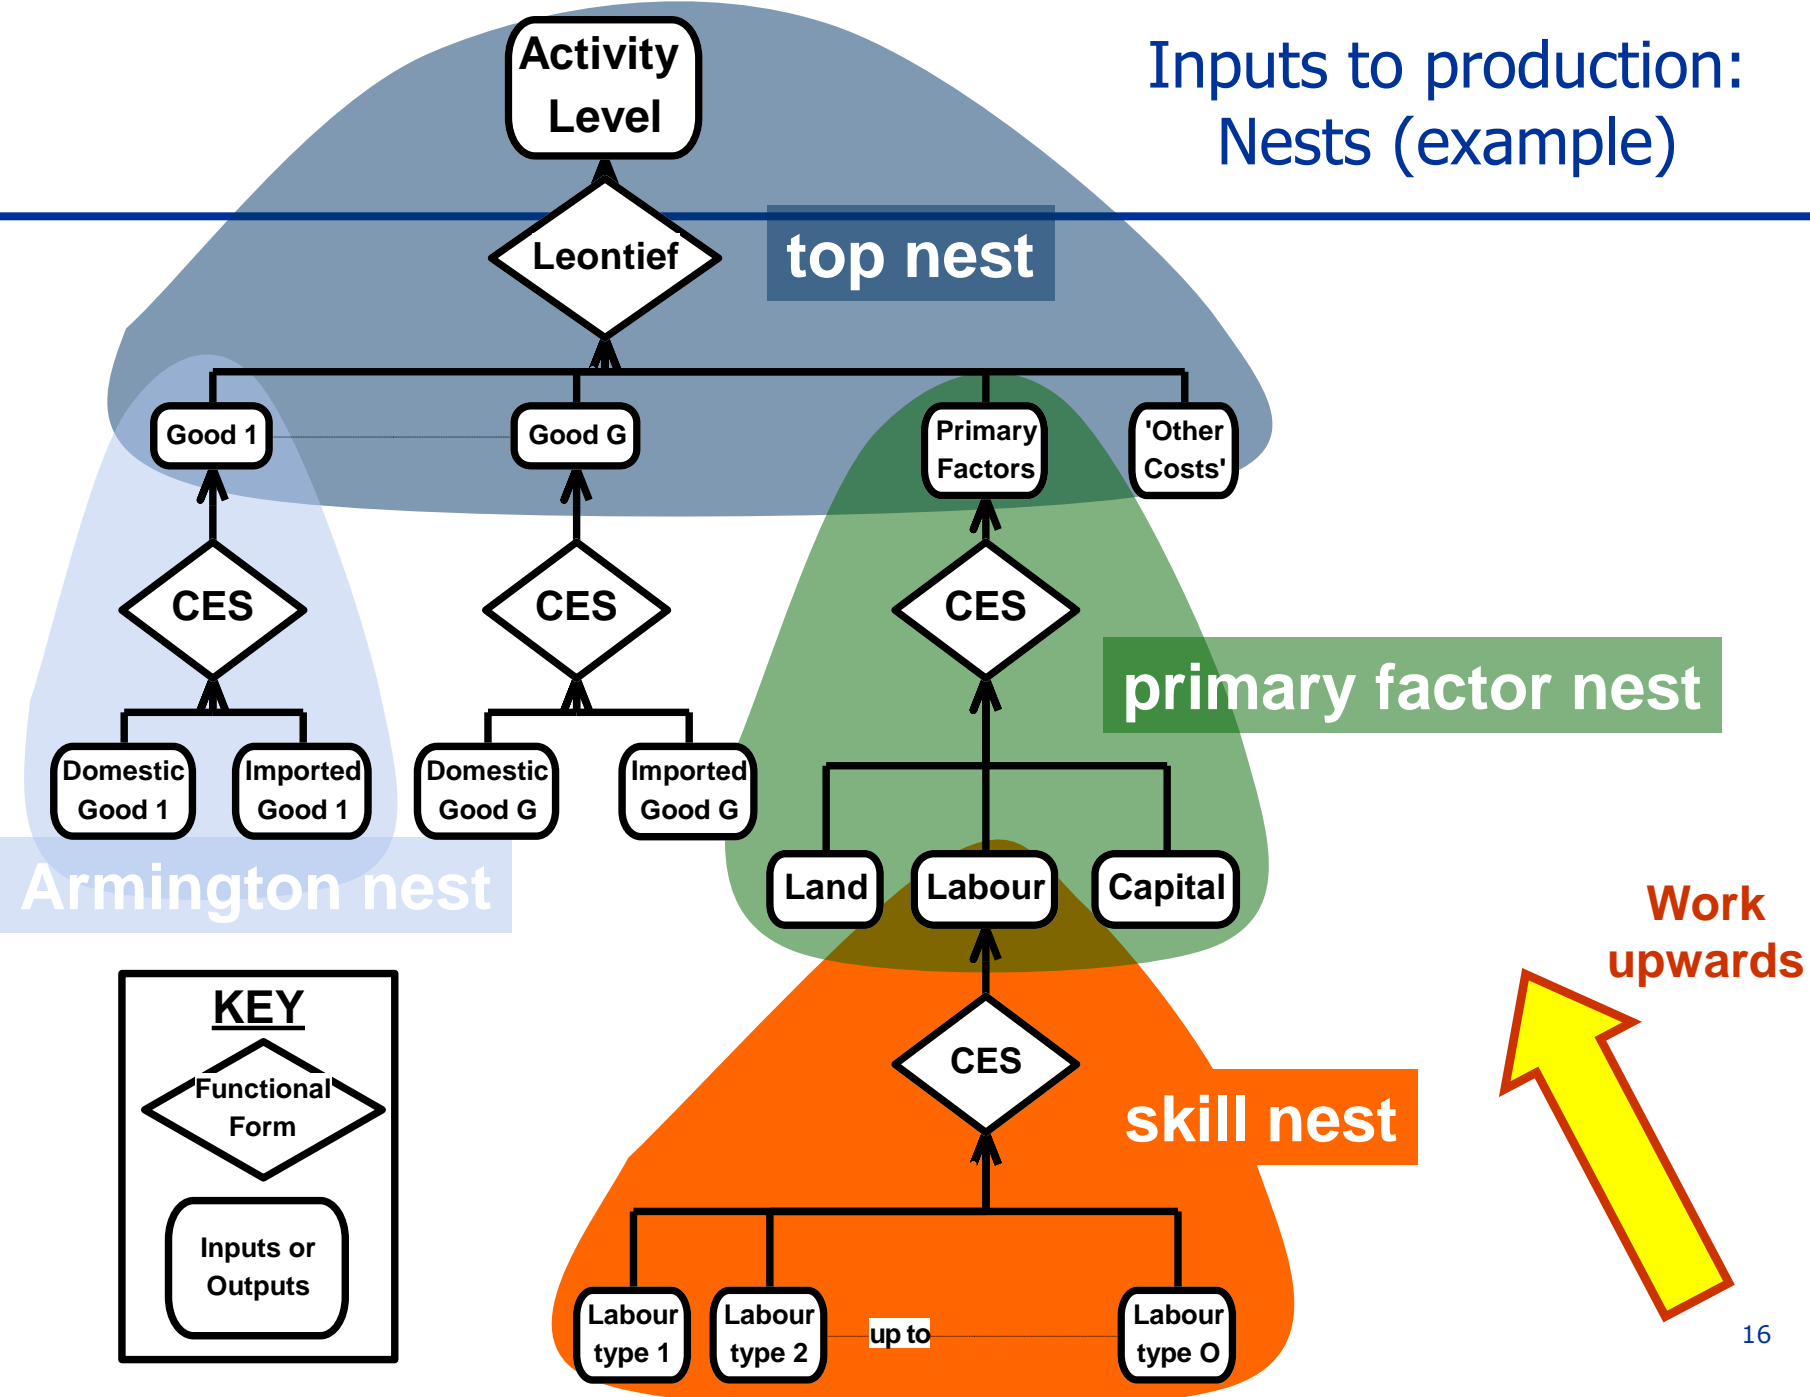 Inputs to production:
Nests (example)
Activity
Level
Leontief
top nest
Good 1
Good G
Primary
Factors
'Other
Costs'
CES
CES
CES
primary factor nest
Domestic
Good 1
Imported
Good 1
Domestic
Good G
Imported
Good G
Armington nest
Land
Labour
Capital
Work
upwards
KEY
Functional
Form
Inputs or
Outputs
CES
skill nest
Labour
type 1
Labour
type 2
up to
Labour
type O
16